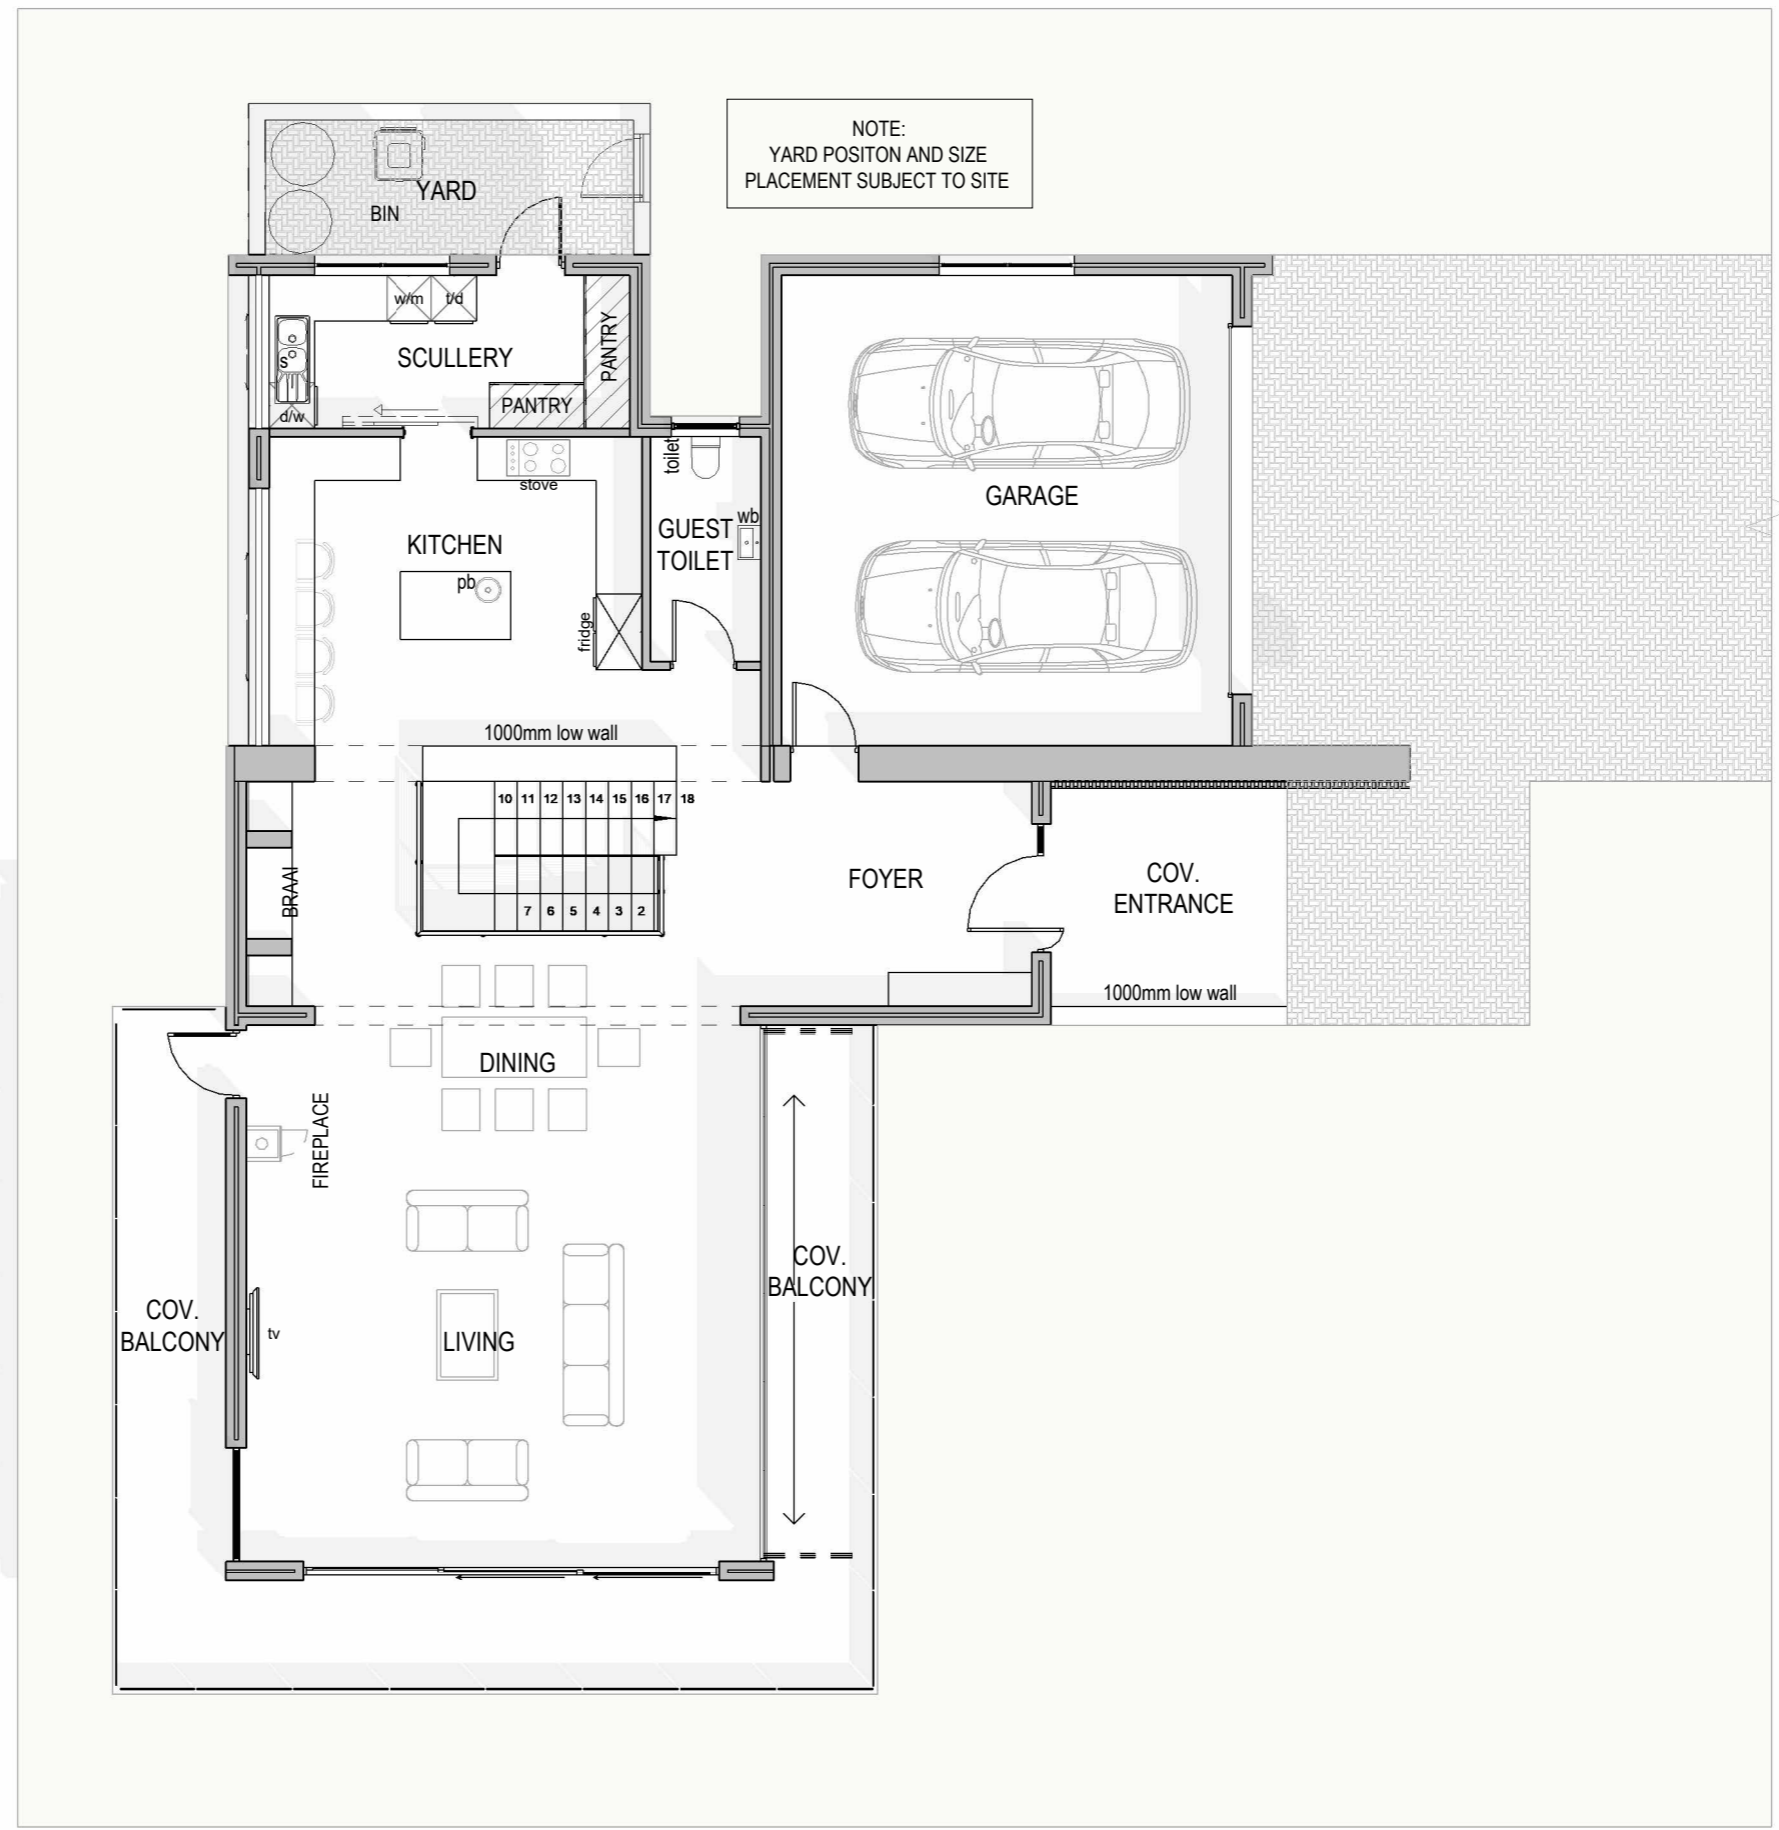 NOTE:
YARD POSITON AND SIZE
PLACEMENT SUBJECT TO SITE
YARD
BIN
w/m
t/d
PANTRY
S
SCULLERY
PANTRY
d/w
toilet
stove
GARAGE
wb
GUEST
TOILET
KITCHEN
pb
fridge
1000mm low wall
10 11 12 13 14 15 16 17 18
BRAAI
FOYER
COV.
ENTRANCE
7 6 5 4 3 2
1000mm low wall
DINING
FIREPLACE
COV.
BALCONY
COV.
BALCONY
tv
LIVING